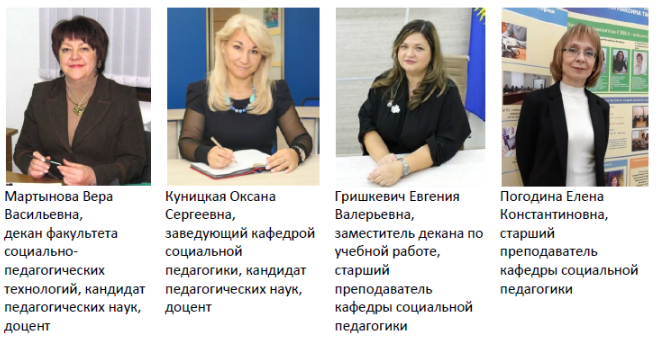 Мартынова Вера
Васильевна,
декан факультета
социально-
педагогических
технологий, кандидат
педагогических наук,
доцент
Куницкая Оксана
Сергеевна,
заведующий кафедрой
социальной
педагогики, кандидат
педагогических наук,
доцент
Гришкевич Евгения
Валерьевна,
заместитель декана по
учебной работе,
старший
преподаватель
кафедры социальной
педагогики
Погодина Елена
Константиновна,
старший
преподаватель
кафедры социальной
педагогики